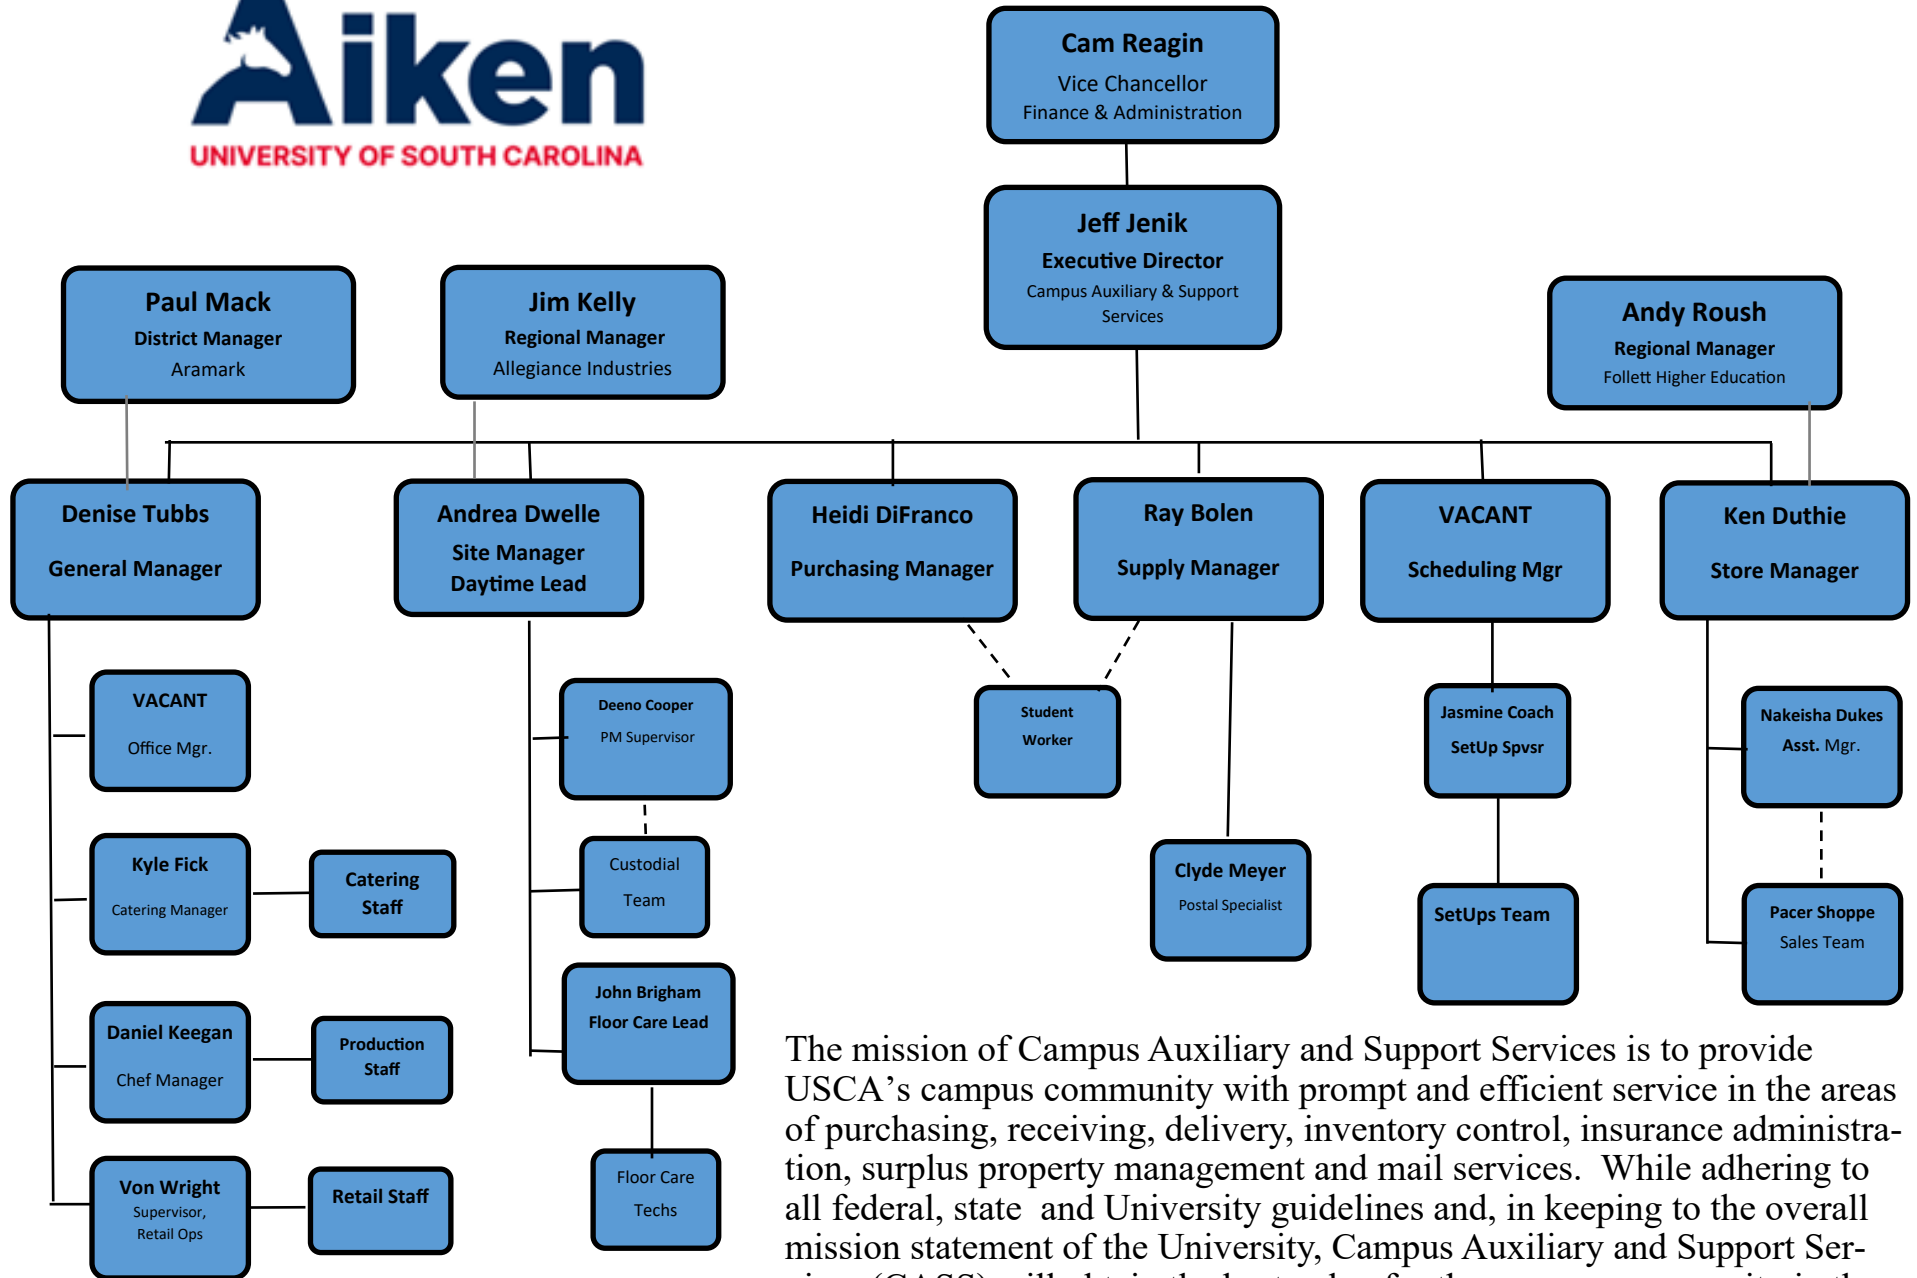 Aiken
UNIVERSITY OF SOUTH CAROLINA
Cam Reagin
Vice Chancellor
Finance & Administration
Jeff Jenik
Executive Director
Campus Auxiliary & Support
Services
Paul Mack
District Manager
Aramark
Jim Kelly
Regional Manager
Allegiance Industries
Andy Roush
Regional Manager
Follett Higher Education
Denise Tubbs
General Manager
Andrea Dwelle
Site Manager
Daytime Lead
Heidi DiFranco
Purchasing Manager
Ray Bolen
Supply Manager
VACANT
Scheduling Mgr
Ken Duthie
Store Manager
VACANT
Office Mgr.
Kyle Fick
Catering Manager
Catering
Staff
Daniel Keegan
Chef Manager
Production
Staff
Von Wright
Supervisor,
Retail Ops
Retail Staff
Deeno Cooper
PM Supervisor
Custodial
Team
John Brigham
Floor Care Lead
Floor Care
Techs
Student
Worker
Clyde Meyer
Postal Specialist
Jasmine Coach
SetUp Spvsr
SetUps Team
Nakeisha Dukes
Asst. Mgr.
Pacer Shoppe
Sales Team
The mission of Campus Auxiliary and Support Services is to provide
USCA’s campus community with prompt and efficient service in the areas
of purchasing, receiving, delivery, inventory control, insurance administra-
tion, surplus property management and mail services.  While adhering to
all federal, state  and University guidelines and, in keeping to the overall
mission statement of the University, Campus Auxiliary and Support Ser-